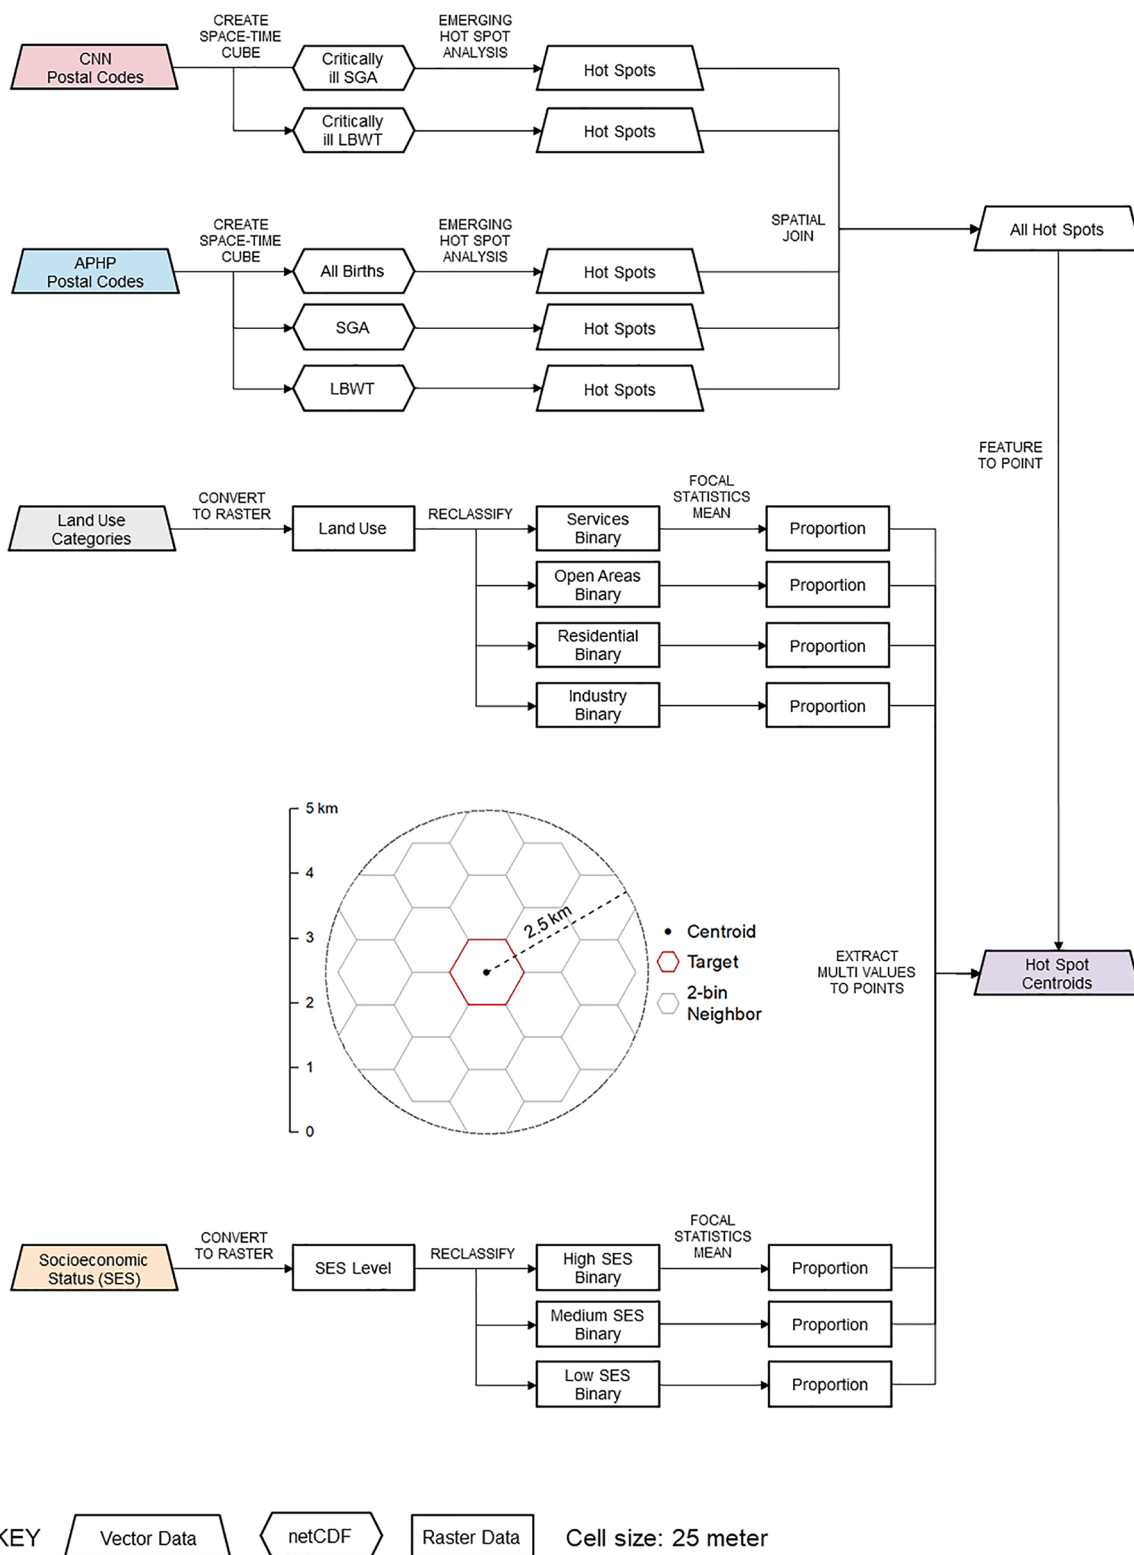 CREATE
SPACE-TIME
CUBE
EMERGING
HOT SPOT
ANALYSIS
CNN
Postal Codes
Critically
ill SGA
Hot Spots
Critically
ill LBWT
Hot Spots
CREATE
SPACE-TIME
CUBE
EMERGING
HOT SPOT
ANALYSIS
SPATIAL
JOIN
All Hot Spots
APHP
Postal Codes
All Births
Hot Spots
SGA
Hot Spots
LBWT
Hot Spots
FEATURE
TO POINT
CONVERT
TO RASTER
RECLASSIFY
FOCAL
STATISTICS
MEAN
Land Use
Categories
Land Use
Services
Binary
Proportion
Open Areas
Binary
Proportion
Residential
Binary
Proportion
Industry
Binary
Proportion
5 km
4
3
2
1
0
2.5 km
Centroid
Target
2-bin
Neighbor
EXTRACT
MULTI VALUES
TO POINTS
Hot Spot
Centroids
CONVERT
TO RASTER
RECLASSIFY
FOCAL
STATISTICS
MEAN
Socioeconomic
Status (SES)
SES Level
High SES
Binary
Proportion
Medium SES
Binary
Proportion
Low SES
Binary
Proportion
KEY
Vector Data
netCDF
Raster Data
Cell size: 25 meter